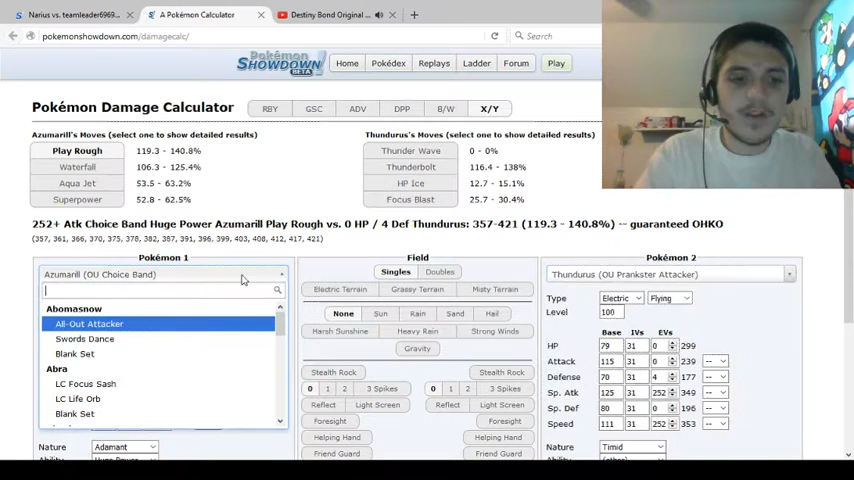 Narius vs. teamleader6969...
A Pokémon Calculator
Destiny Bond Original ...
pokemonshowdown.com/damagecalc/
Search
Pokémon
SHOWDOWN!
BETA
Home
Pokédex
Replays
Ladder
Forum
Play
Pokémon Damage Calculator
RBY
GSC
ADV
DPP
B/W
X/Y
Azumarill's Moves (select one to show detailed results)
Play Rough 119.3 - 140.8%
Waterfall 106.3 - 125.4%
Aqua Jet 53.5 - 63.2%
Superpower 52.8 - 62.5%
Thundurus's Moves (select one to show detailed results)
Thunder Wave 0 - 0%
Thunderbolt 116.4 - 138%
HP Ice 12.7 - 15.1%
Focus Blast 25.7 - 30.4%
252+ Atk Choice Band Huge Power Azumarill Play Rough vs. 0 HP / 4 Def Thundurus: 357-421 (119.3 - 140.8%) -- guaranteed OHKO
(357, 361, 366, 370, 375, 378, 382, 387, 391, 396, 399, 403, 408, 412, 417, 421)
Pokémon 1
Azumarill (OU Choice Band)
Abomasnow
All-Out Attacker
Swords Dance
Blank Set
Abra
LC Focus Sash
LC Life Orb
Blank Set
Nature Adamant
Field
Singles Doubles
Electric Terrain Grassy Terrain Misty Terrain
None Sun Rain Sand Hail
Harsh Sunshine Heavy Rain Strong Winds
Gravity
Stealth Rock Stealth Rock
0 1 2 3 Spikes 0 1 2 3 Spikes
Reflect Light Screen Reflect Light Screen
Foresight Foresight
Helping Hand Helping Hand
Friend Guard Friend Guard
Pokémon 2
Thundurus (OU Prankster Attacker)
Type Electric Flying
Level 100
Base IVs EVs
HP 79 31 0 299
Attack 115 31 0 239 --
Defense 70 31 4 177 --
Sp. Atk 125 31 252 349 --
Sp. Def 80 31 0 196 --
Speed 111 31 252 353 --
Nature Timid